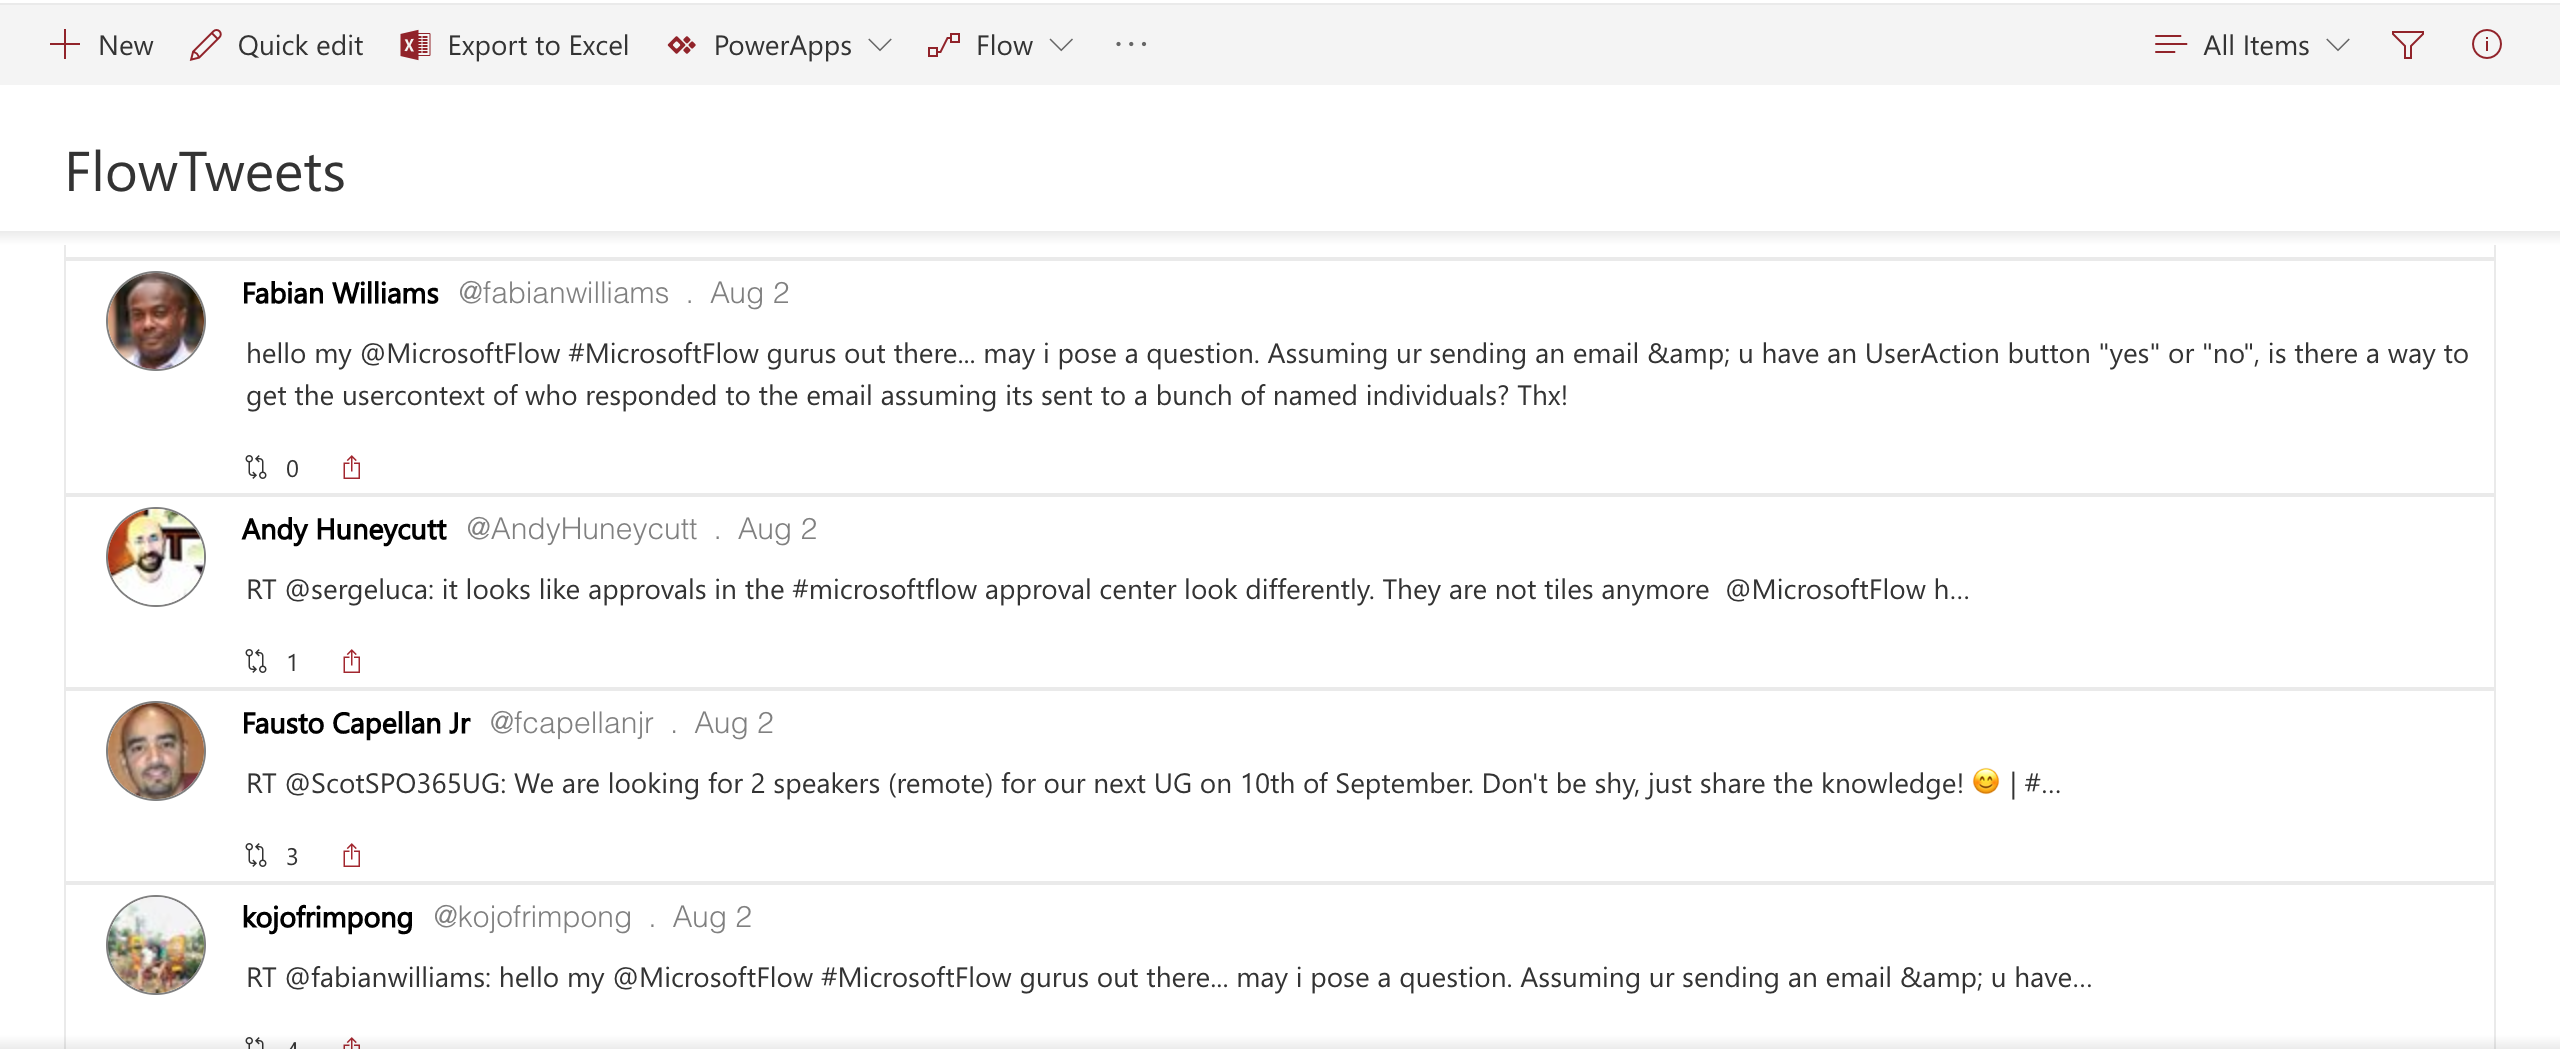 New Quick edit Export to Excel PowerApps Flow ... All Items
FlowTweets
Fabian Williams @fabianwilliams . Aug 2
hello my @MicrosoftFlow #MicrosoftFlow gurus out there... may i pose a question. Assuming ur sending an email &amp; u have an UserAction button "yes" or "no", is there a way to
get the usercontext of who responded to the email assuming its sent to a bunch of named individuals? Thx!
0
Andy Huneycutt @AndyHuneycutt . Aug 2
RT @sergeluca: it looks like approvals in the #microsoftflow approval center look differently. They are not tiles anymore  @MicrosoftFlow h...
1
Fausto Capellan Jr @fcapellanjr . Aug 2
RT @ScotSPO365UG: We are looking for 2 speakers (remote) for our next UG on 10th of September. Don't be shy, just share the knowledge! 😊 | #...
3
kojofrimpong @kojofrimpong . Aug 2
RT @fabianwilliams: hello my @MicrosoftFlow #MicrosoftFlow gurus out there... may i pose a question. Assuming ur sending an email &amp; u have...